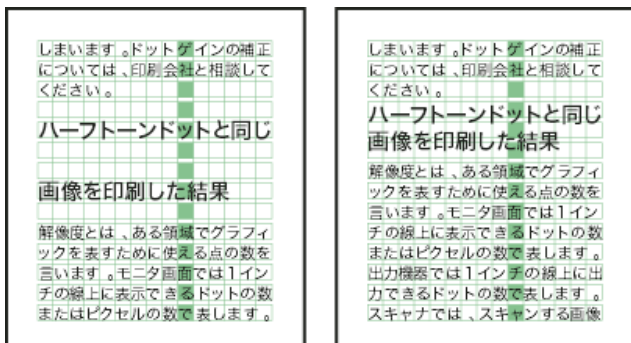 しまいます。ドットゲインの補正
については、印刷会社と相談して
ください。
ハーフトーンドットと同じ
画像を印刷した結果
解像度とは、ある領域でグラフィ
ックを表すために使える点の数を
言います。モニタ画面では1イン
チの線上に表示できるドットの数
またはピクセルの数で表します。
しまいます。ドットゲインの補正
については、印刷会社と相談して
ください。
ハーフトーンドットと同じ
画像を印刷した結果
解像度とは、ある領域でグラフィ
ックを表すために使える点の数を
言います。モニタ画面では1イン
チの線上に表示できるドットの数
またはピクセルの数で表します。
出力機器では1インチの線上に出
力できるドットの数で表します。
スキャナでは、スキャンする画像